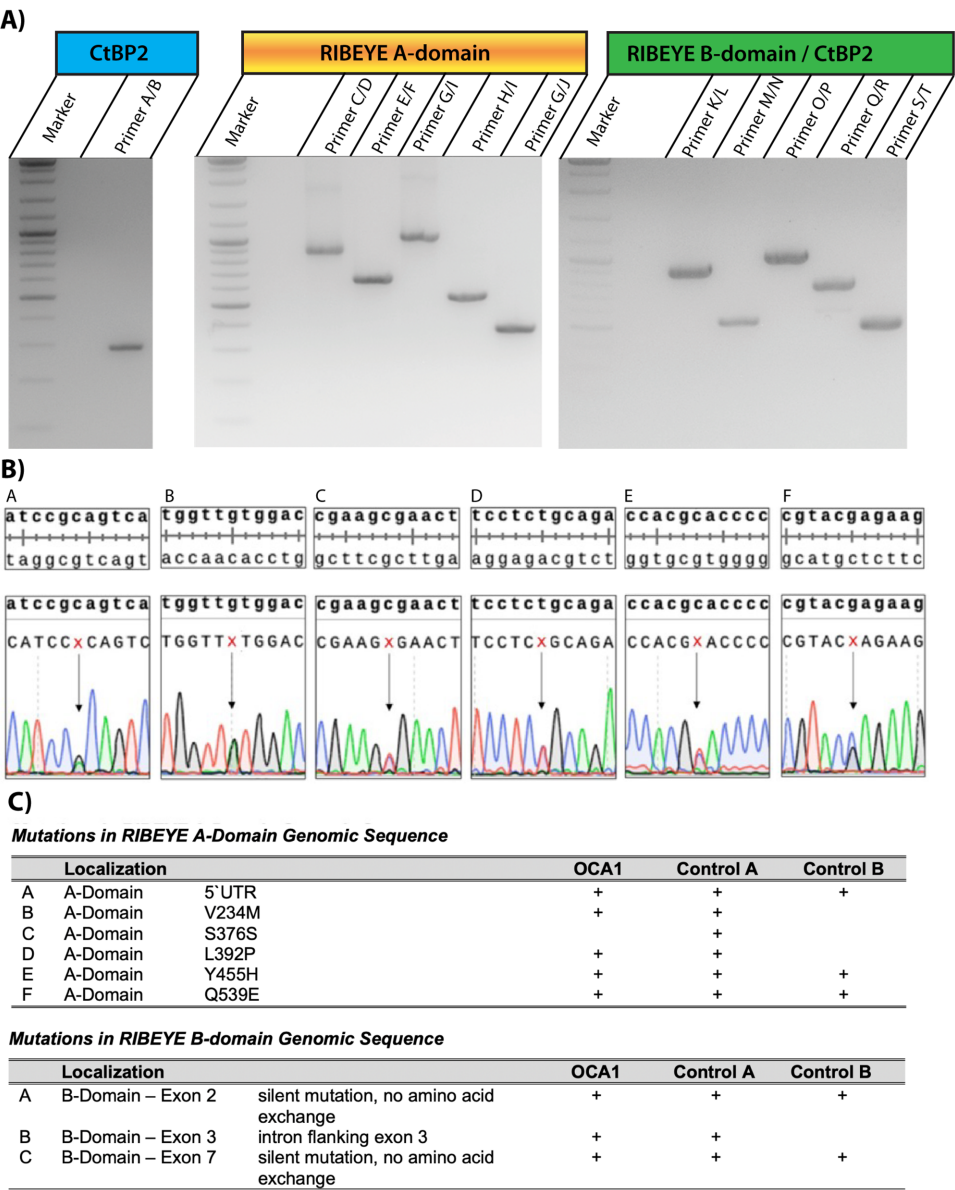 A)
CtBP2
RIBEYE A-domain
RIBEYE B-domain / CtBP2
Marker
Primer A/B
Marker
Primer C/D
Primer E/F
Primer G/I
Primer H/I
Primer G/J
Marker
Primer K/L
Primer M/N
Primer O/P
Primer Q/R
Primer S/T
B)
A B C D E F
atccgcagtca tggttgtggac cgaagcgaact tcctctgcaga ccacgcacccc cgtacgagaag
taggcgtcagt accaacacctg gcttcgcttga aggagacgtct ggtgcgtgggg gcatgctcttc
atccgcagtca tggttgtggac cgaagcgaact tcctctgcaga ccacgcacccc cgtacgagaag
CATCCxCAGTC TGGTTxTGGAC CGAAGxGAACT TCCTCxGCAGA CCACGxACCCC CGTACxAGAAG
C)
Mutations in RIBEYE A-Domain Genomic Sequence
Localization OCA1 Control A Control B
A A-Domain 5`UTR + + +
B A-Domain V234M + +
C A-Domain S376S +
D A-Domain L392P + +
E A-Domain Y455H + + +
F A-Domain Q539E + + +
Mutations in RIBEYE B-domain Genomic Sequence
Localization OCA1 Control A Control B
A B-Domain – Exon 2 silent mutation, no amino acid + + +
exchange
B B-Domain – Exon 3 intron flanking exon 3 + +
C B-Domain – Exon 7 silent mutation, no amino acid + + +
exchange